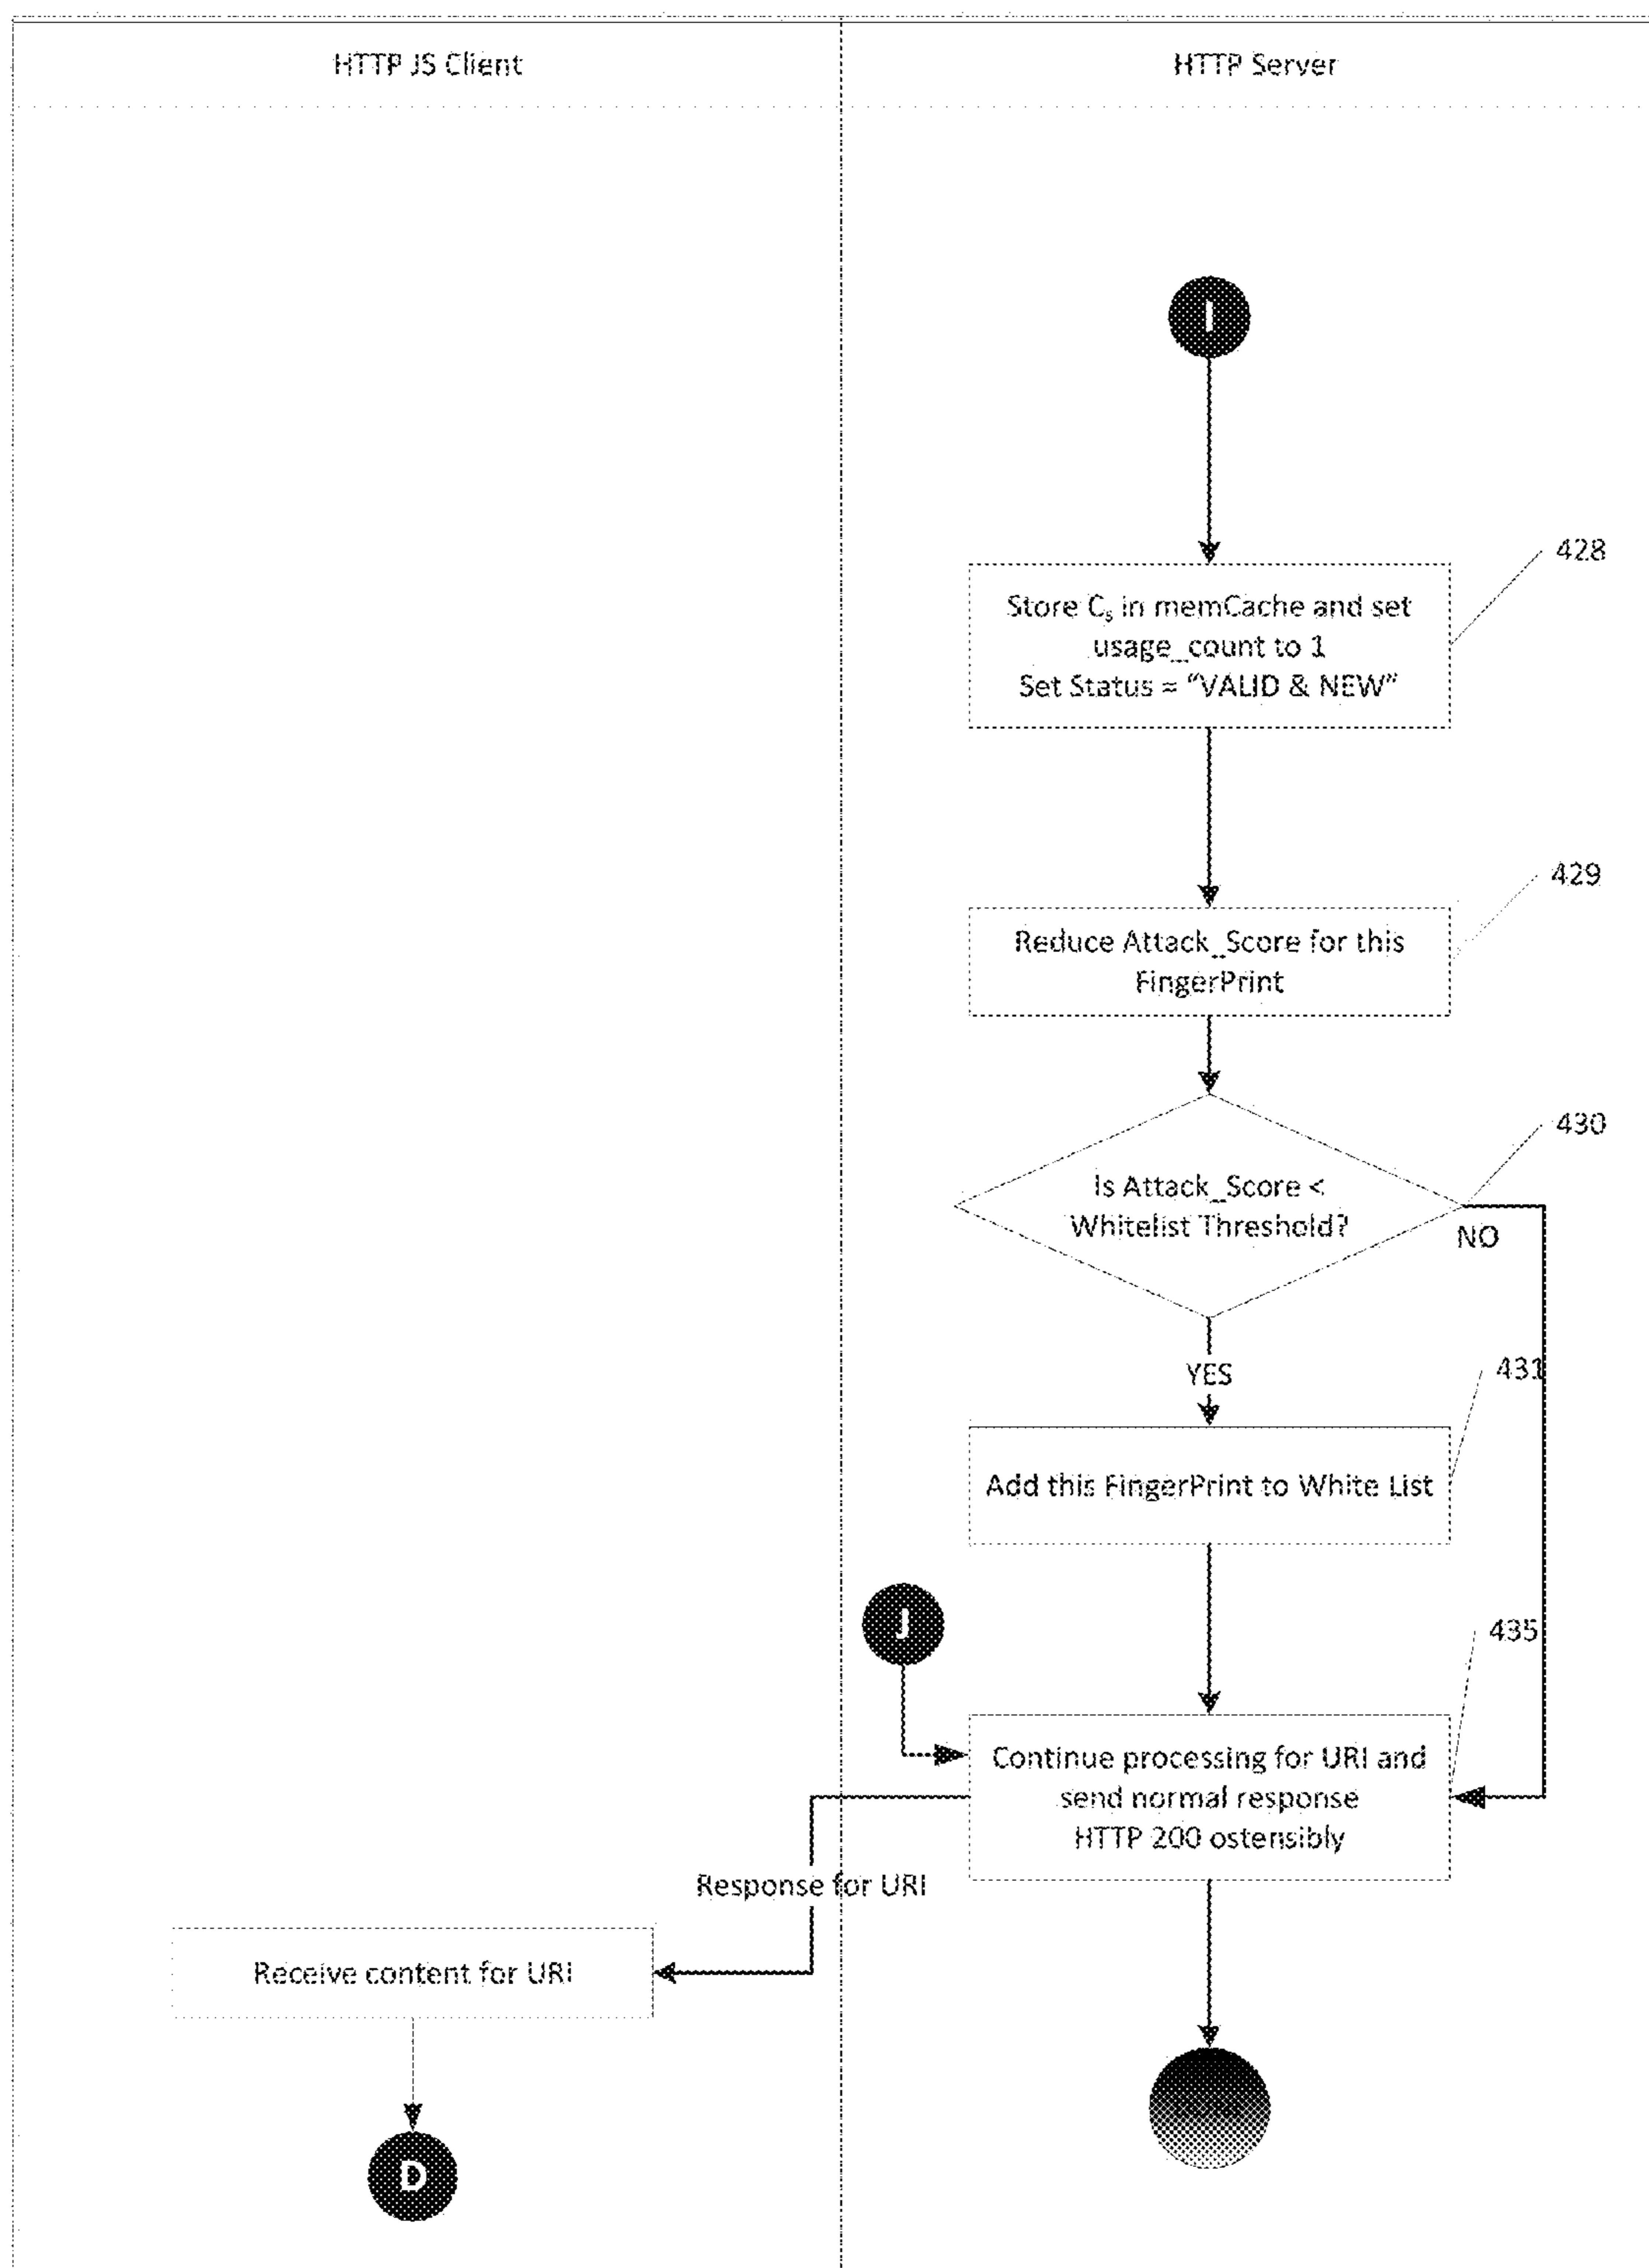 HTTP JS Client
HTTP Server
I
428
Store Cₛ in memCache and set
usage_count to 1
Set Status = “VALID & NEW”
429
Reduce Attack_Score for this
FingerPrint
430
Is Attack_Score <
Whitelist Threshold?
NO
YES
431
Add this FingerPrint to White List
J
435
Continue processing for URI and
send normal response
HTTP 200 ostensibly
Response for URI
Receive content for URI
D